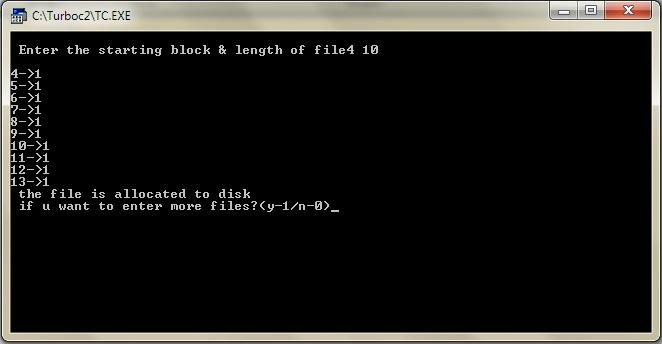 C:\Turboc2\TC.EXE
Enter the starting block & length of file4 10
4->1
5->1
6->1
7->1
8->1
9->1
10->1
11->1
12->1
13->1
the file is allocated to disk
if u want to enter more files?(y-1/n-0)_